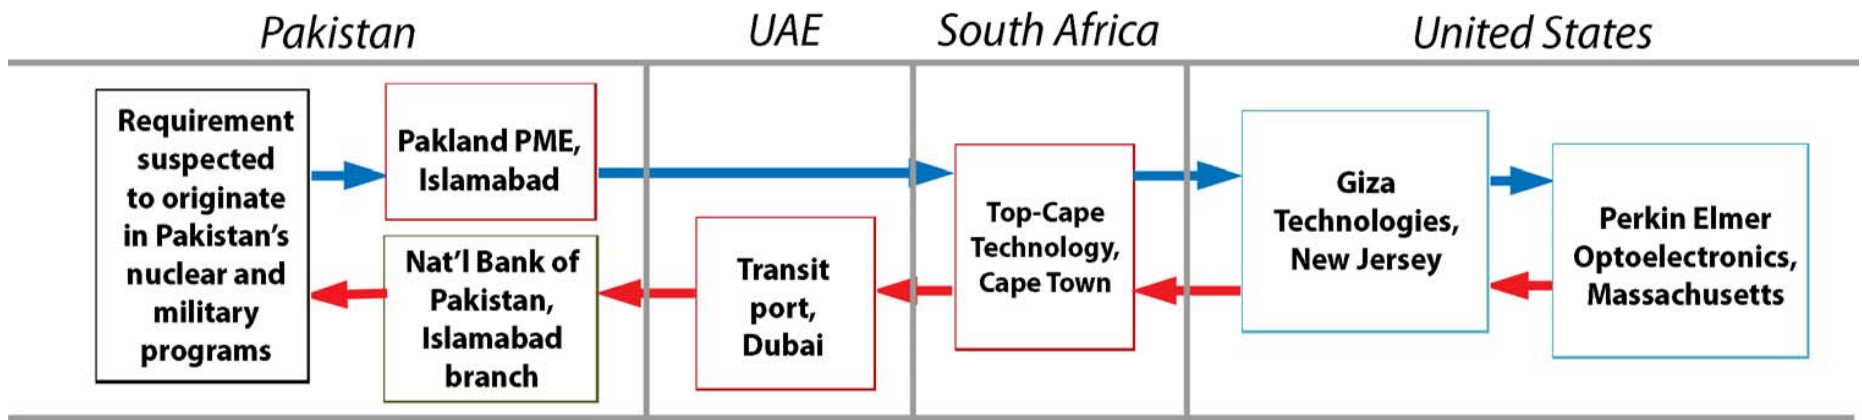 Pakistan
UAE
South Africa
United States
Requirement
suspected
to originate
in Pakistan's
nuclear and
military
programs
Pakland PME,
Islamabad
Nat'l Bank of
Pakistan,
Islamabad
branch
Transit
port,
Dubai
Top-Cape
Technology,
Cape Town
Giza
Technologies,
New Jersey
Perkin Elmer
Optoelectronics,
Massachusetts